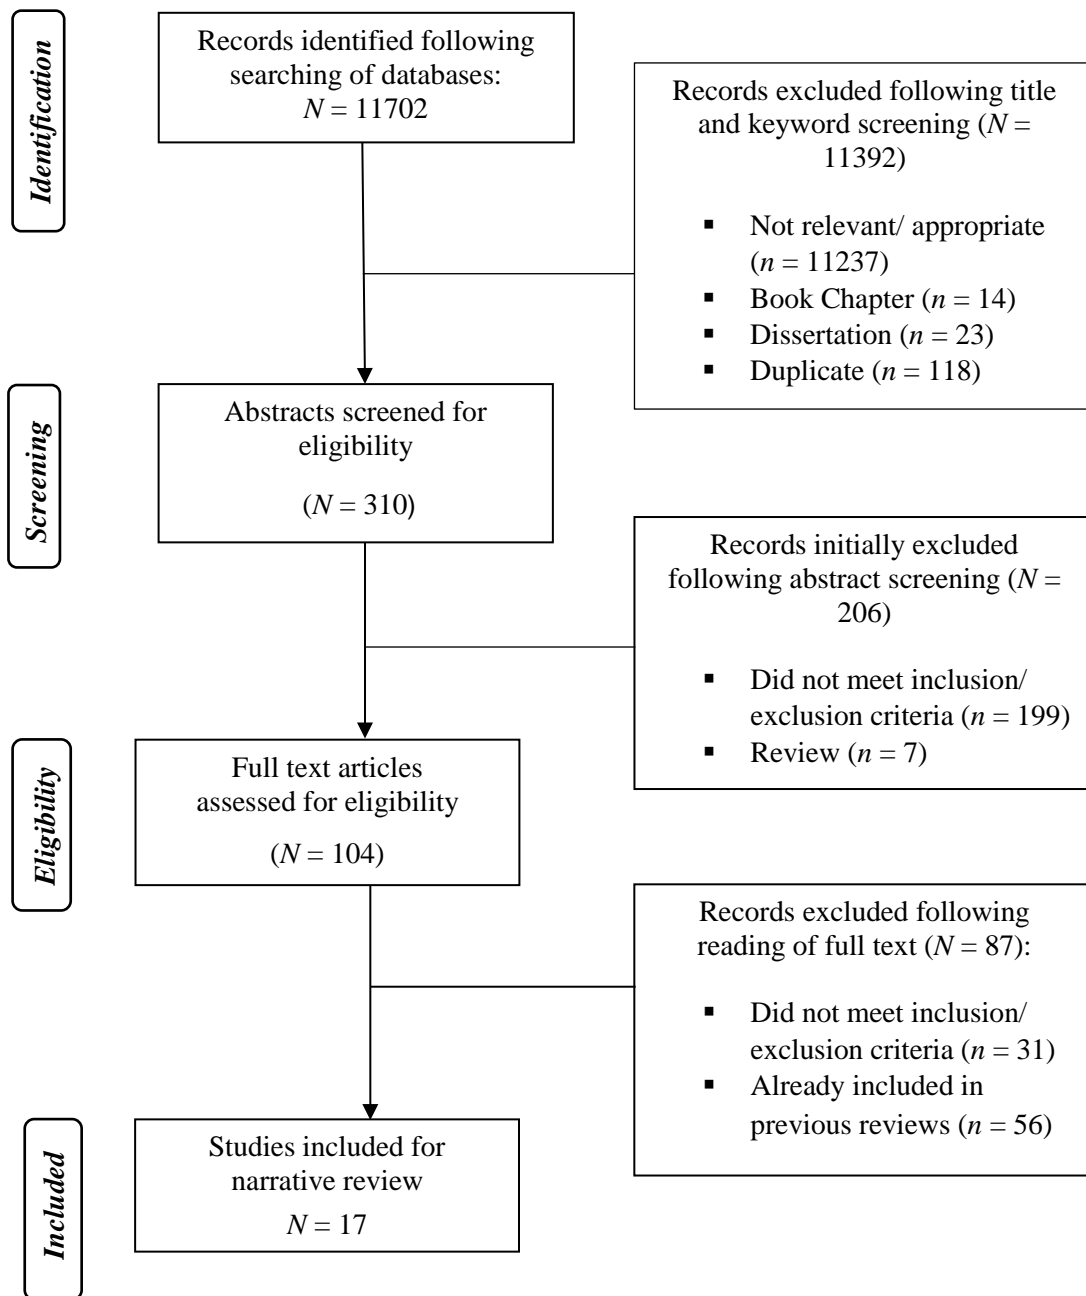 Identification
Records identified following
searching of databases:
N = 11702
Records excluded following title
and keyword screening (N =
11392)
▪ Not relevant/ appropriate
(n = 11237)
▪ Book Chapter (n = 14)
▪ Dissertation (n = 23)
▪ Duplicate (n = 118)
Screening
Abstracts screened for
eligibility
(N = 310)
Records initially excluded
following abstract screening (N =
206)
▪ Did not meet inclusion/
exclusion criteria (n = 199)
▪ Review (n = 7)
Eligibility
Full text articles
assessed for eligibility
(N = 104)
Records excluded following
reading of full text (N = 87):
▪ Did not meet inclusion/
exclusion criteria (n = 31)
▪ Already included in
previous reviews (n = 56)
Included
Studies included for
narrative review
N = 17